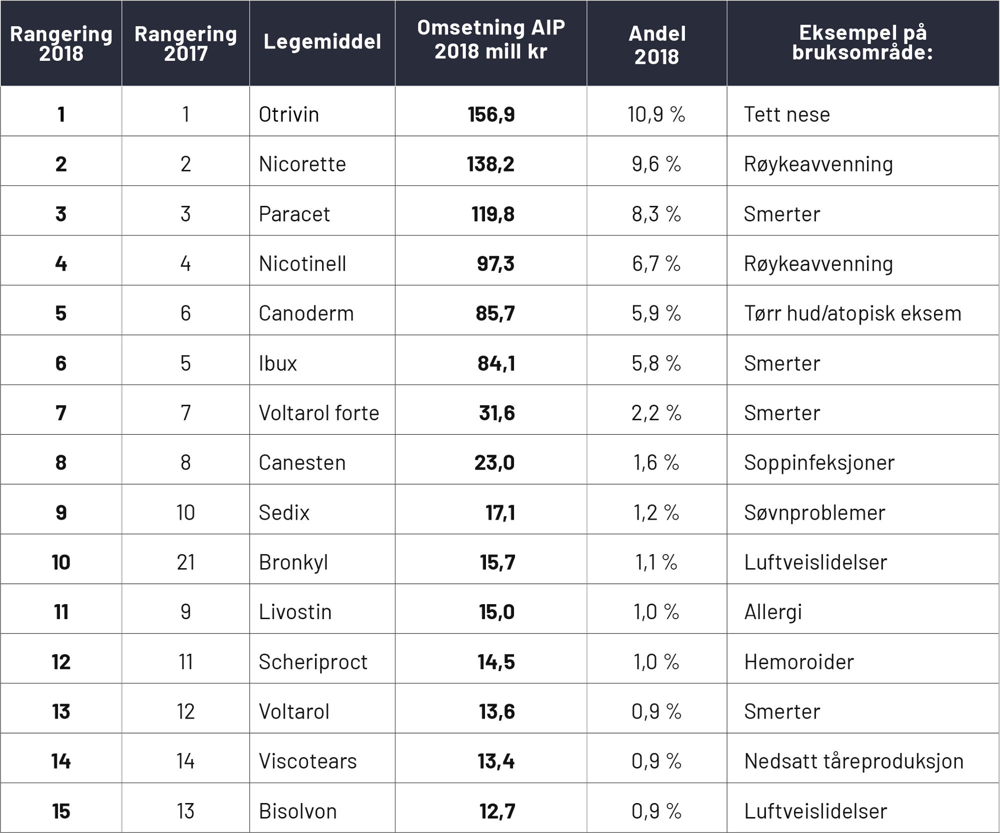 Rangering 2018 Rangering 2017 Legemiddel Omsetning AIP 2018 mill kr Andel 2018 Eksempel på bruksområde:
1 1 Otrivin 156,9 10,9 % Tett nese
2 2 Nicorette 138,2 9,6 % Røykeavvenning
3 3 Paracet 119,8 8,3 % Smerter
4 4 Nicotinell 97,3 6,7 % Røykeavvenning
5 6 Canoderm 85,7 5,9 % Tørr hud/atopisk eksem
6 5 Ibux 84,1 5,8 % Smerter
7 7 Voltarol forte 31,6 2,2 % Smerter
8 8 Canesten 23,0 1,6 % Soppinfeksjoner
9 10 Sedix 17,1 1,2 % Søvnproblemer
10 21 Bronkyl 15,7 1,1 % Luftveislidelser
11 9 Livostin 15,0 1,0 % Allergi
12 11 Scheriproct 14,5 1,0 % Hemoroider
13 12 Voltarol 13,6 0,9 % Smerter
14 14 Viscotears 13,4 0,9 % Nedsatt tåreproduksjon
15 13 Bisolvon 12,7 0,9 % Luftveislidelser